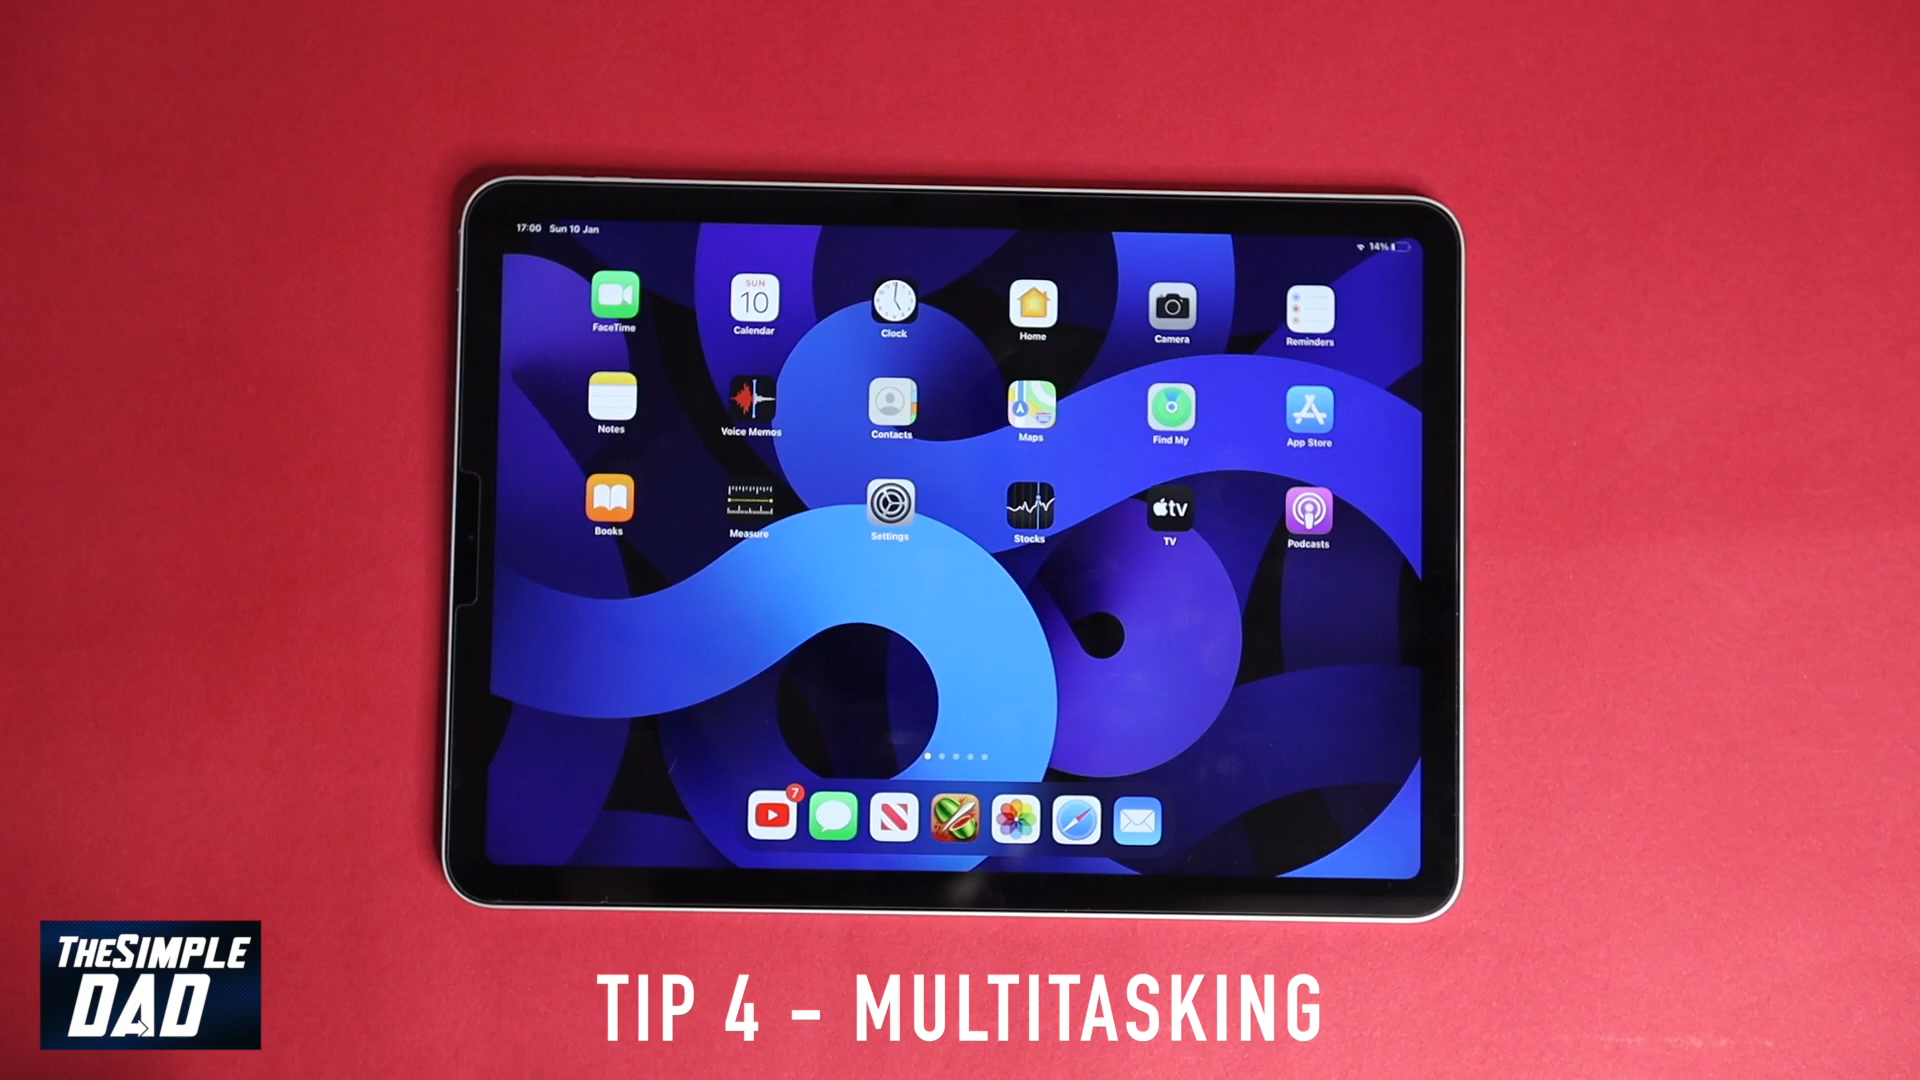 17:00 Sun 10 Jan
14%
FaceTime
SUN
10
Calendar
Clock
Home
Camera
Reminders
Notes
Voice Memos
Contacts
Maps
Find My
App Store
Books
Measure
Settings
Stocks
tv
TV
Podcasts
7
THESIMPLE
DAD
TIP 4 - MULTITASKING